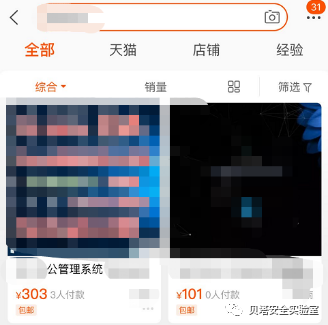 31
全部 天猫 店铺 经验
综合 销量 筛选
公管理系统
¥303 3人付款 ¥101 0人付款
包邮 包邮
贝塔安全实验室